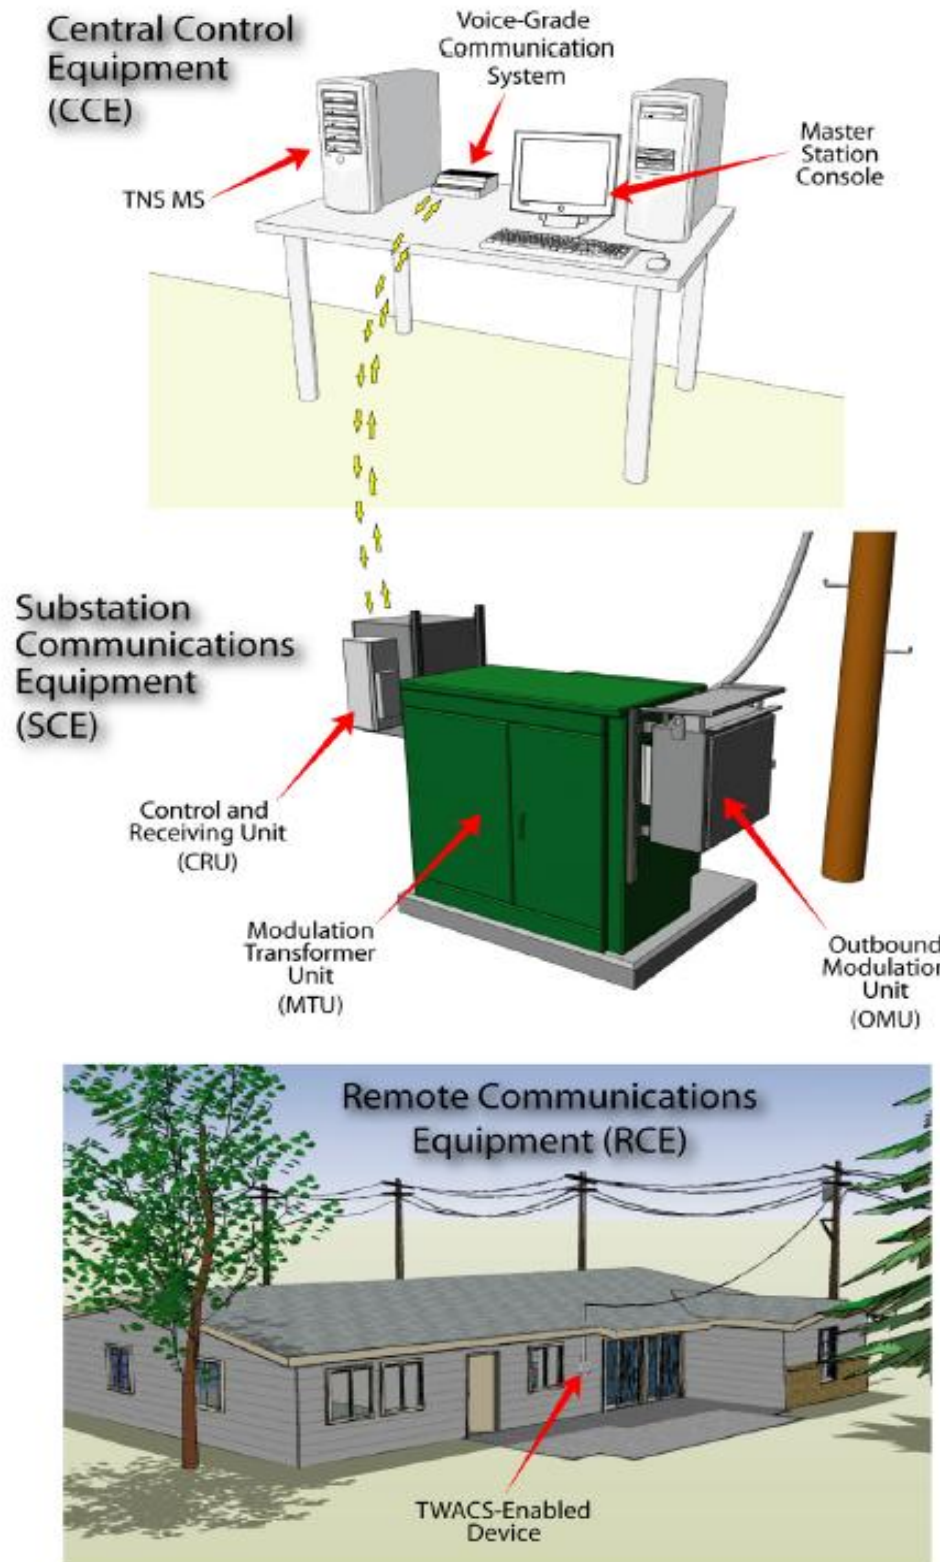 Central Control
Equipment
(CCE)
Voice-Grade
Communication
System
Master
Station
Console
TNS MS
Substation
Communications
Equipment
(SCE)
Control and
Receiving Unit
(CRU)
Modulation
Transformer
Unit
(MTU)
Outbound
Modulation
Unit
(OMU)
Remote Communications
Equipment (RCE)
TWACS-Enabled
Device